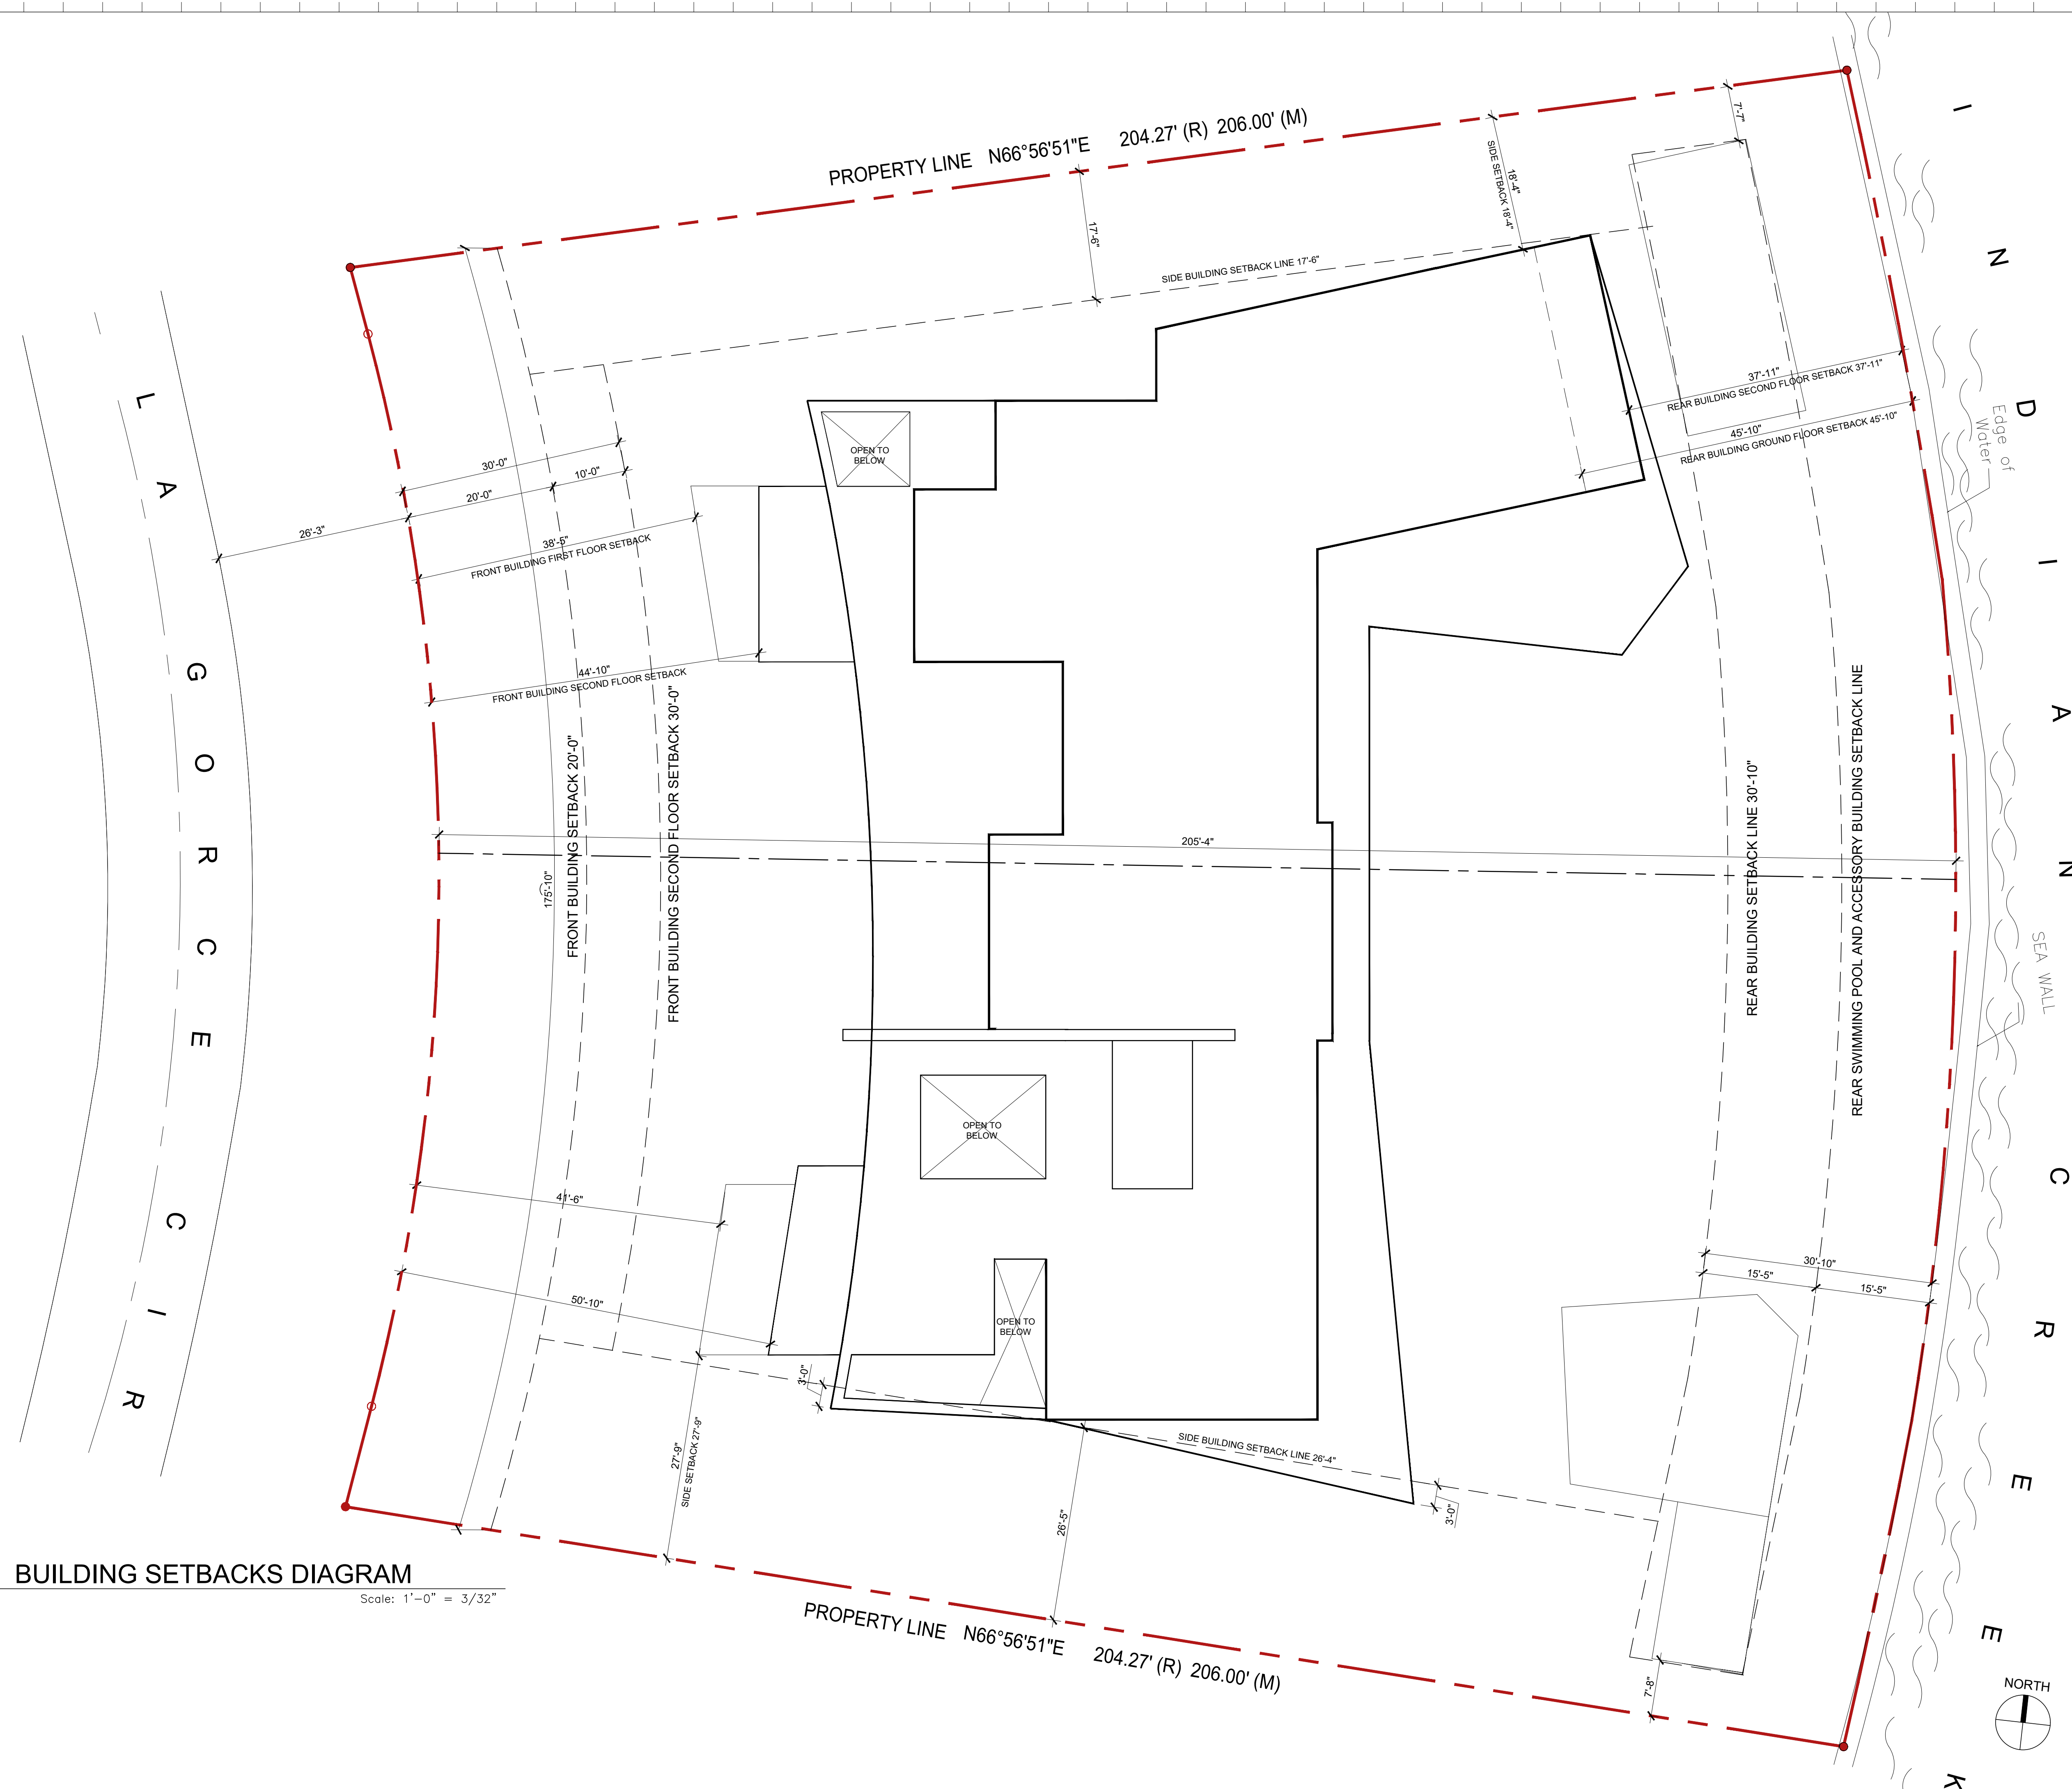 PROPERTY LINE N66°56'51"E 204.27' (R) 206.00' (M)
7'-7"
18'-4"
SIDE SETBACK 18'-4"
17'-6"
SIDE BUILDING SETBACK LINE 17'-6"
INDIAN CREEK
LA GORCE CIR
37'-11"
REAR BUILDING SECOND FLOOR SETBACK 37'-11"
45'-10"
REAR BUILDING GROUND FLOOR SETBACK 45'-10"
Edge of
Water
OPEN TO
BELOW
30'-0"
10'-0"
20'-0"
26'-3"
38'-5"
FRONT BUILDING FIRST FLOOR SETBACK
44'-10"
FRONT BUILDING SECOND FLOOR SETBACK
FRONT BUILDING SETBACK 20'-0"
FRONT BUILDING SECOND FLOOR SETBACK 30'-0"
175'-10"
205'-4"
REAR BUILDING SETBACK LINE 30'-10"
REAR SWIMMING POOL AND ACCESSORY BUILDING SETBACK LINE
SEA WALL
OPEN TO
BELOW
41'-6"
50'-10"
30'-10"
15'-5"
15'-5"
OPEN TO
BELOW
3'-0"
27'-9"
SIDE SETBACK 27'-9"
SIDE BUILDING SETBACK LINE 26'-4"
3'-0"
26'-5"
7'-8"
PROPERTY LINE N66°56'51"E 204.27' (R) 206.00' (M)
BUILDING SETBACKS DIAGRAM
Scale: 1'-0" = 3/32"
NORTH